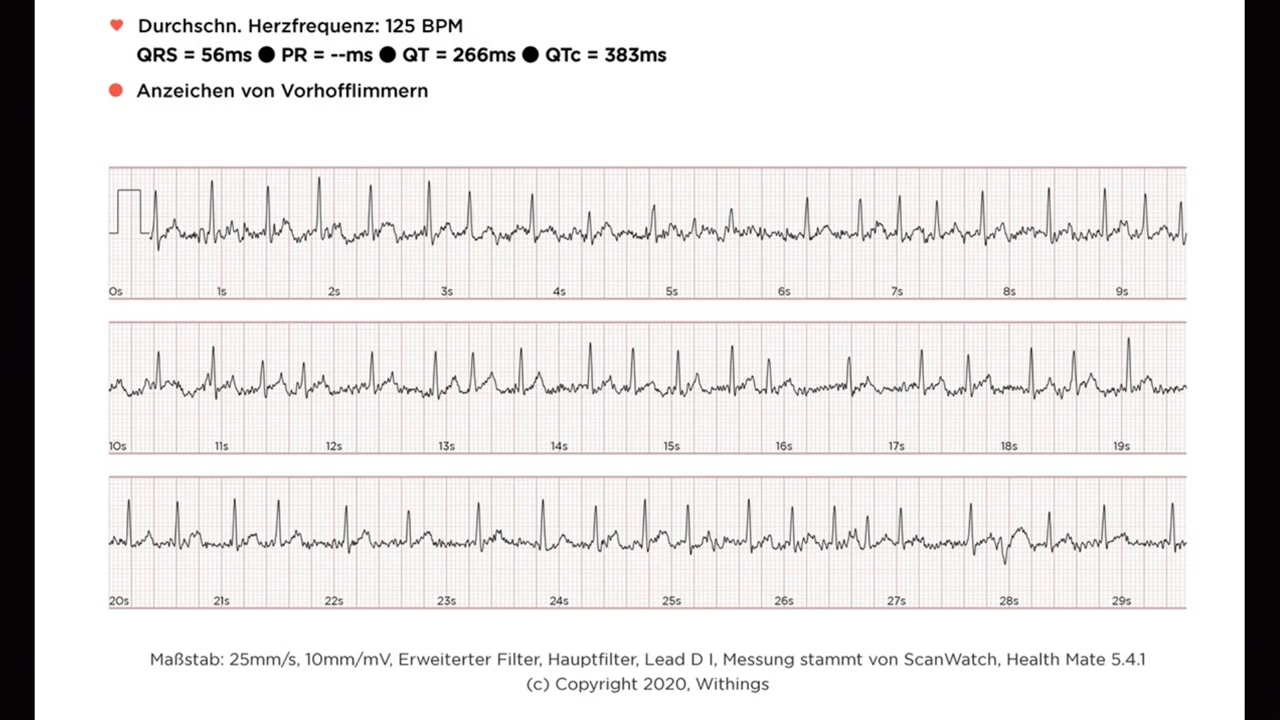 Durchschn. Herzfrequenz: 125 BPM
QRS = 56ms ● PR = --ms ● QT = 266ms ● QTc = 383ms
Anzeichen von Vorhofflimmern
0s 1s 2s 3s 4s 5s 6s 7s 8s 9s
10s 11s 12s 13s 14s 15s 16s 17s 18s 19s
20s 21s 22s 23s 24s 25s 26s 27s 28s 29s
Maßstab: 25mm/s, 10mm/mV, Erweiterter Filter, Hauptfilter, Lead D I, Messung stammt von ScanWatch, Health Mate 5.4.1
(c) Copyright 2020, Withings